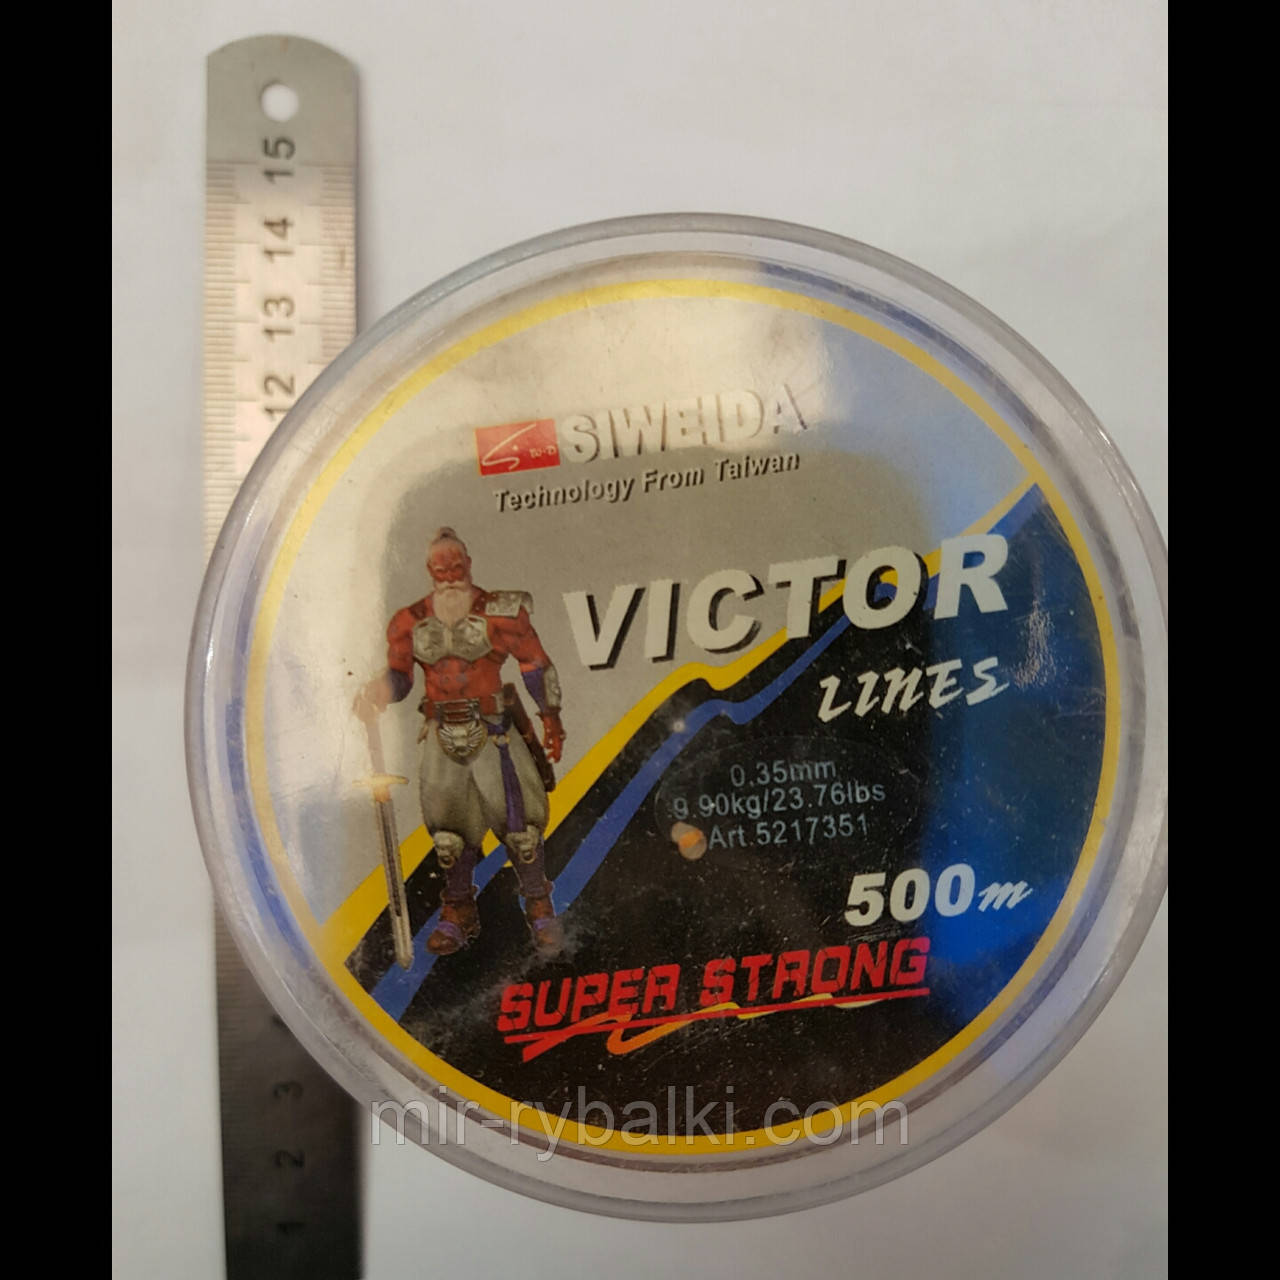 15
14
13
12
3
2
1
SIWEIDA
Technology From Taiwan
VICTOR
LINES
0.35mm
9.90kg/23.76lbs
Art.5217351
500m
SUPER STRONG
mir-rybalki.com